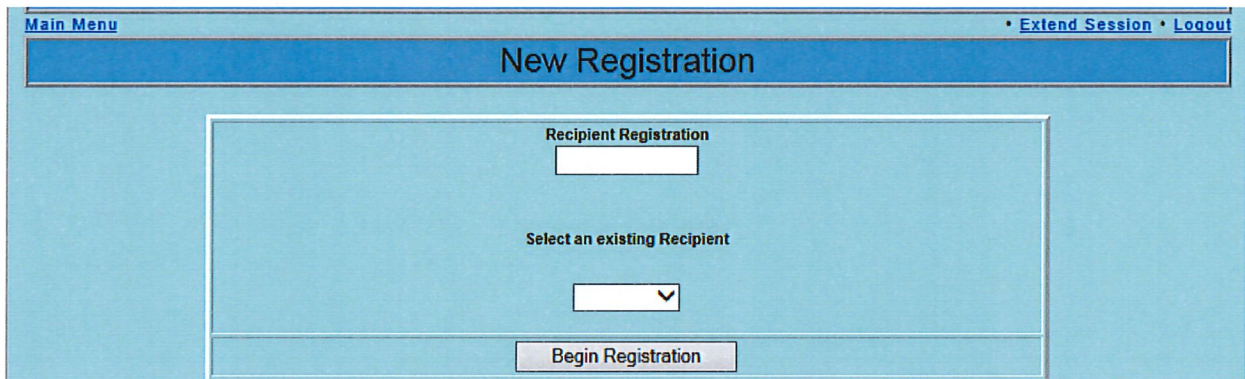 Main Menu • Extend Session • Logout
New Registration
Recipient Registration
Select an existing Recipient
Begin Registration